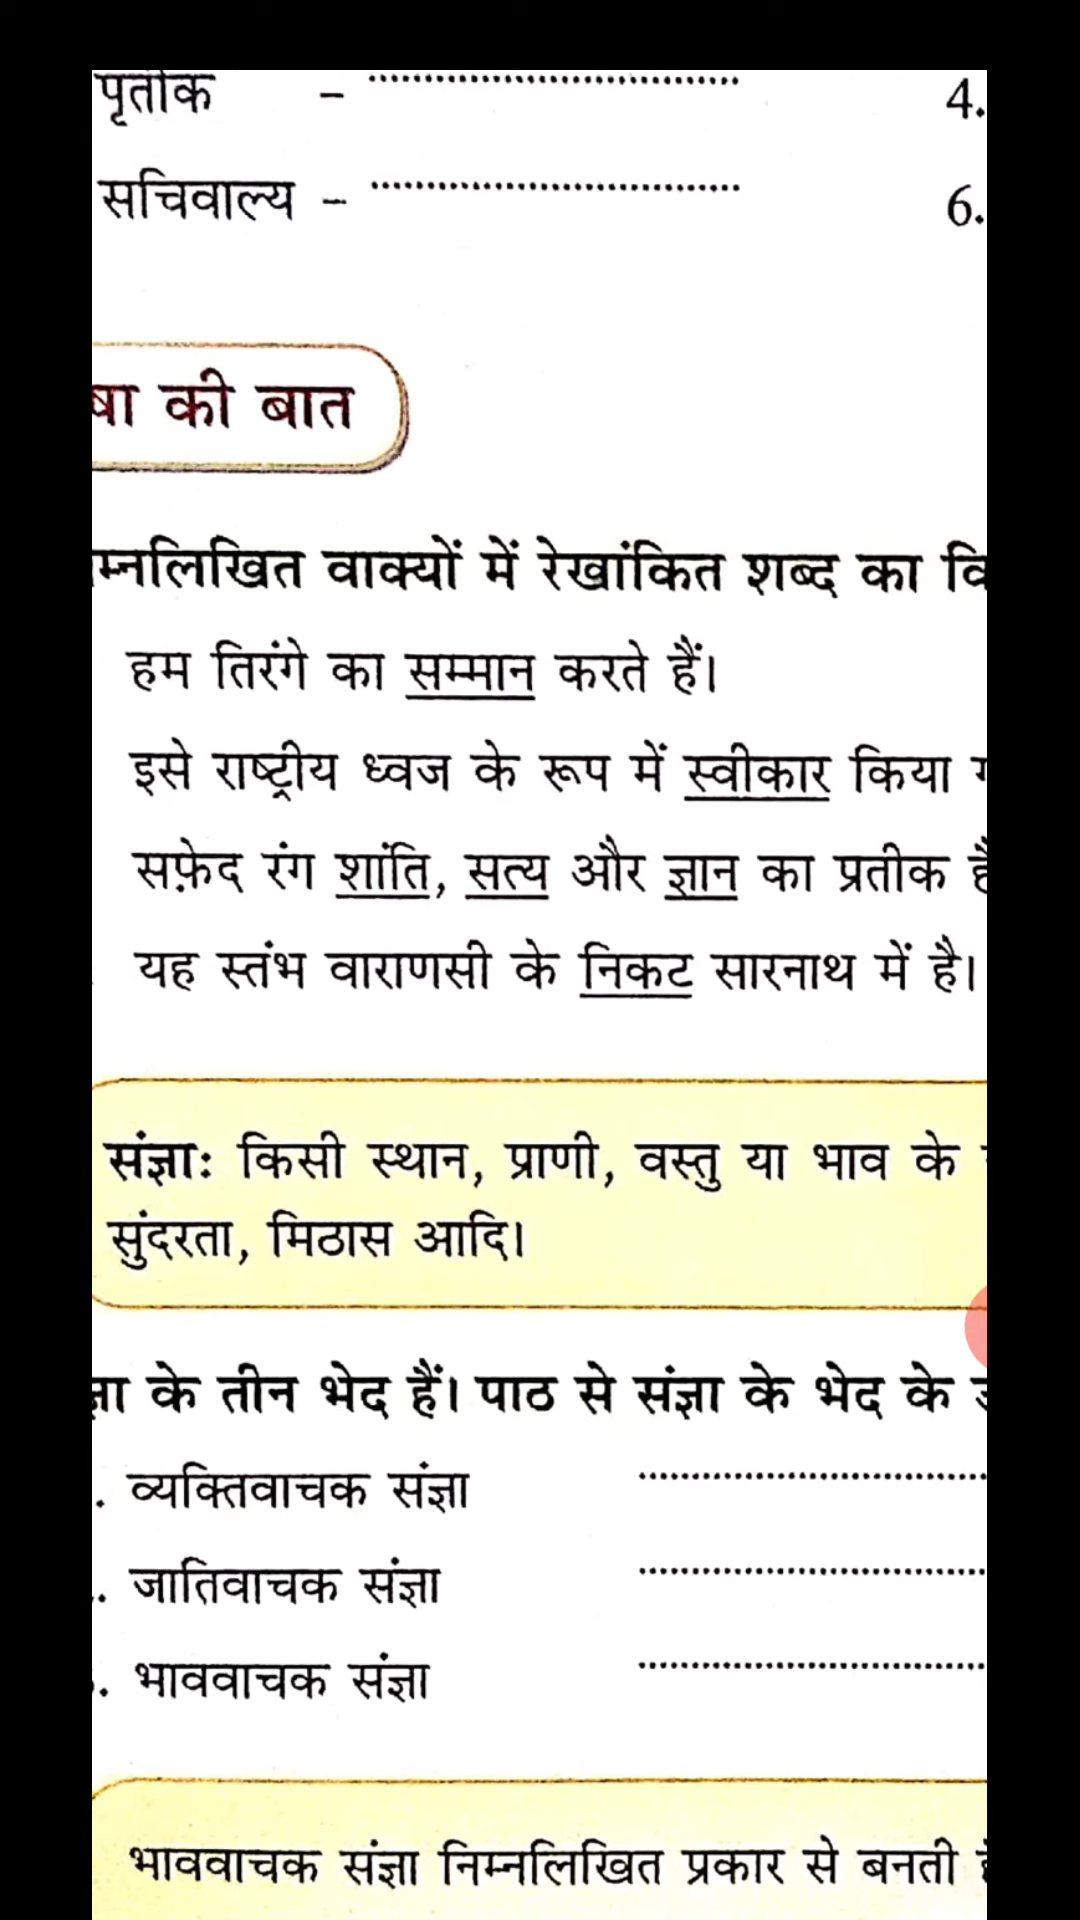 पृतीक - 4.
सचिवाल्य - 6.
षा की बात
म्नलिखित वाक्यों में रेखांकित शब्द का वि
हम तिरंगे का सम्मान करते हैं।
इसे राष्ट्रीय ध्वज के रूप में स्वीकार किया
सफ़ेद रंग शांति, सत्य और ज्ञान का प्रतीक है
यह स्तंभ वाराणसी के निकट सारनाथ में है।
संज्ञाः किसी स्थान, प्राणी, वस्तु या भाव के
सुंदरता, मिठास आदि।
ज्ञा के तीन भेद हैं। पाठ से संज्ञा के भेद के
. व्यक्तिवाचक संज्ञा
. जातिवाचक संज्ञा
. भाववाचक संज्ञा
भाववाचक संज्ञा निम्नलिखित प्रकार से बनती